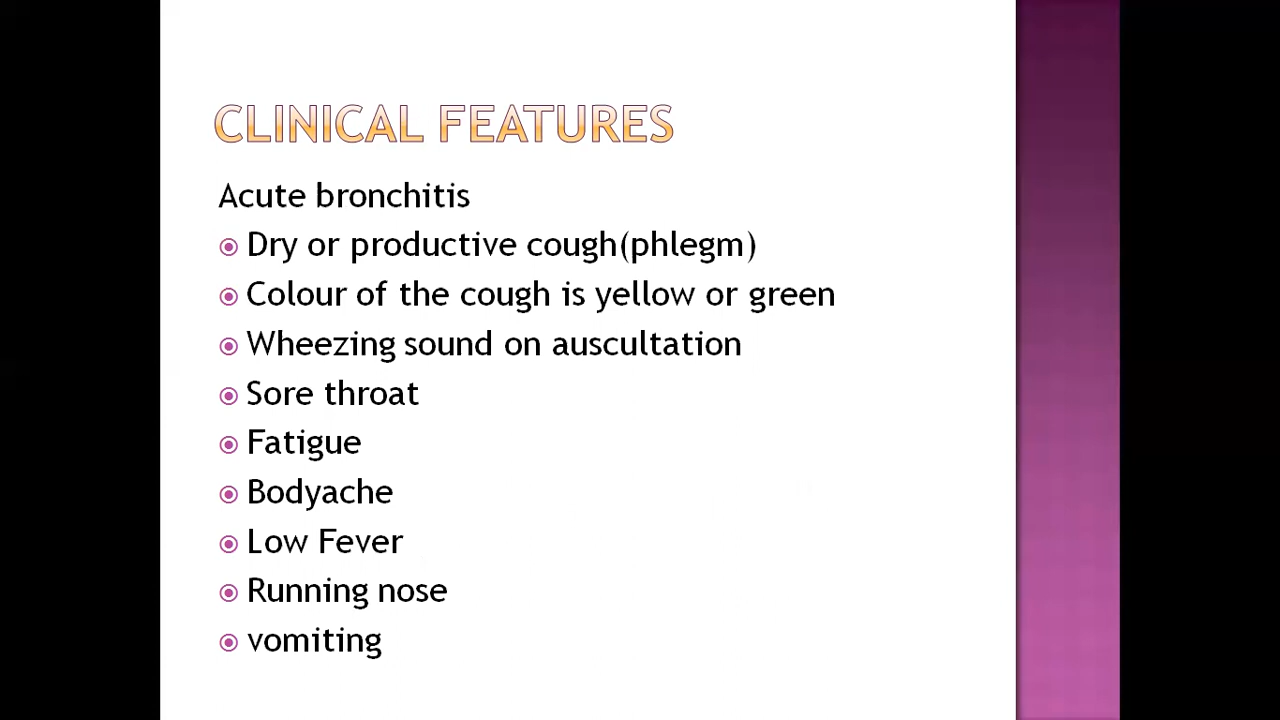 CLINICAL FEATURES
Acute bronchitis
Dry or productive cough(phlegm)
Colour of the cough is yellow or green
Wheezing sound on auscultation
Sore throat
Fatigue
Bodyache
Low Fever
Running nose
vomiting